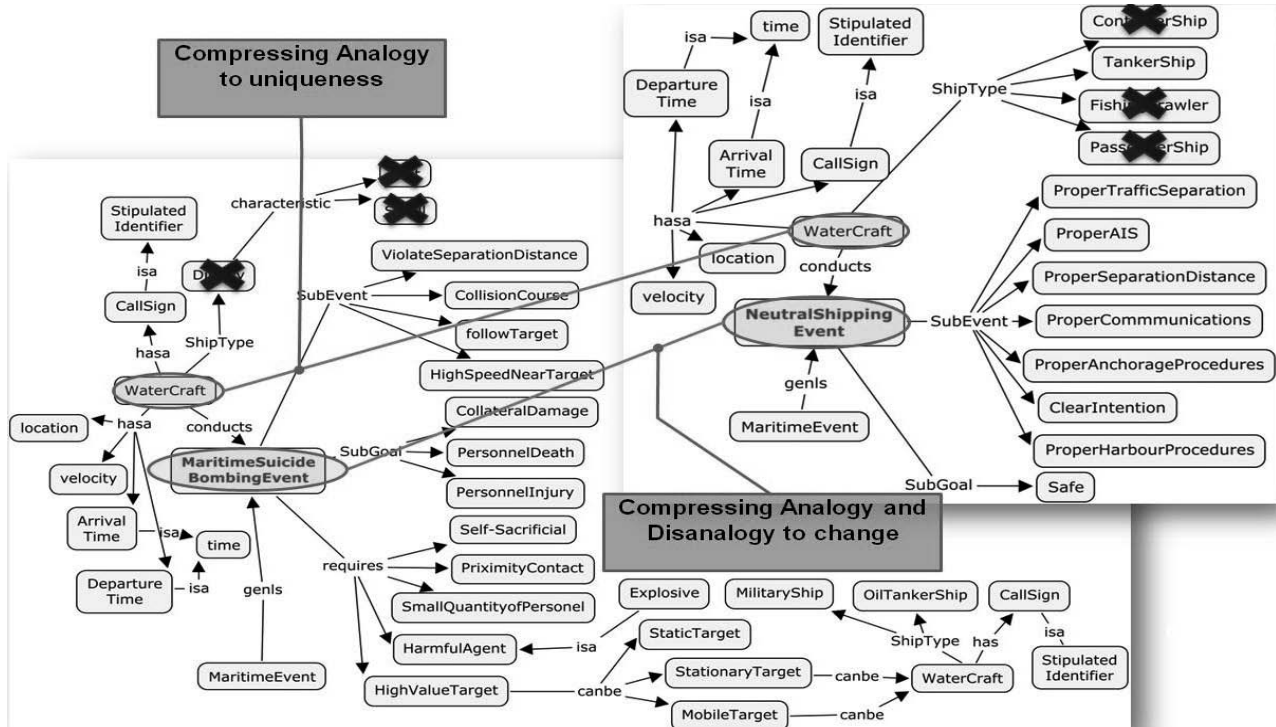 Compressing Analogy
to uniqueness
time
Stipulated
Identifier
isa
Departure
Time
isa
isa
ShipType
TankerShip
Arrival
Time
CallSign
hasa
WaterCraft
location
conducts
velocity
NeutralShipping
Event
SubEvent
ProperTrafficSeparation
ProperAIS
ProperSeparationDistance
ProperCommmunications
ProperAnchorageProcedures
ClearIntention
ProperHarbourProcedures
genls
MaritimeEvent
SubGoal
Safe
characteristic
Stipulated
Identifier
isa
CallSign
hasa
ShipType
SubEvent
ViolateSeparationDistance
CollisionCourse
followTarget
HighSpeedNearTarget
WaterCraft
hasa
conducts
location
velocity
MaritimeSuicide
BombingEvent
SubGoal
CollateralDamage
PersonnelDeath
PersonnelInjury
Arrival
Time
isa
time
Departure
Time
isa
genls
MaritimeEvent
requires
Self-Sacrificial
PriximityContact
SmallQuantityofPersonel
HarmfulAgent
isa
Explosive
HighValueTarget
canbe
StaticTarget
StationaryTarget
canbe
MobileTarget
canbe
WaterCraft
ShipType
MilitaryShip
OilTankerShip
has
CallSign
isa
Stipulated
Identifier
Compressing Analogy and
Disanalogy to change